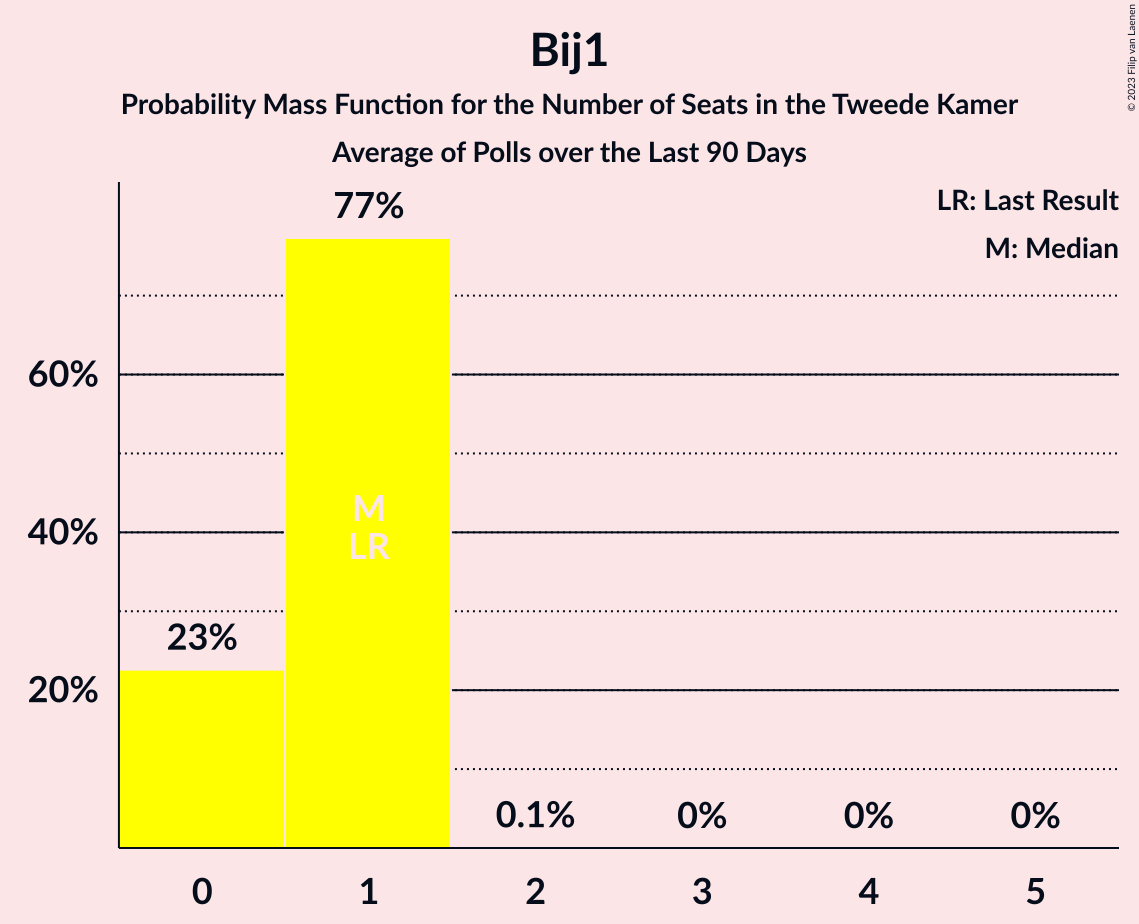 Bij1
Probability Mass Function for the Number of Seats in the Tweede Kamer
Average of Polls over the Last 90 Days
© 2023 Filip van Laenen
LR: Last Result
M: Median
77%
60%
M
40%
LR
23%
20%
0.1%
0%
0%
0%
0
1
2
3
4
5